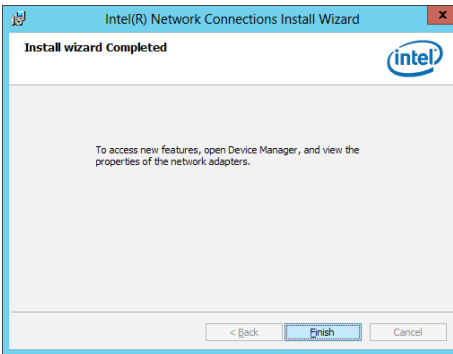 Intel(R) Network Connections Install Wizard
x
Install wizard Completed
intel
To access new features, open Device Manager, and view the
properties of the network adapters.
< Back
Finish
Cancel